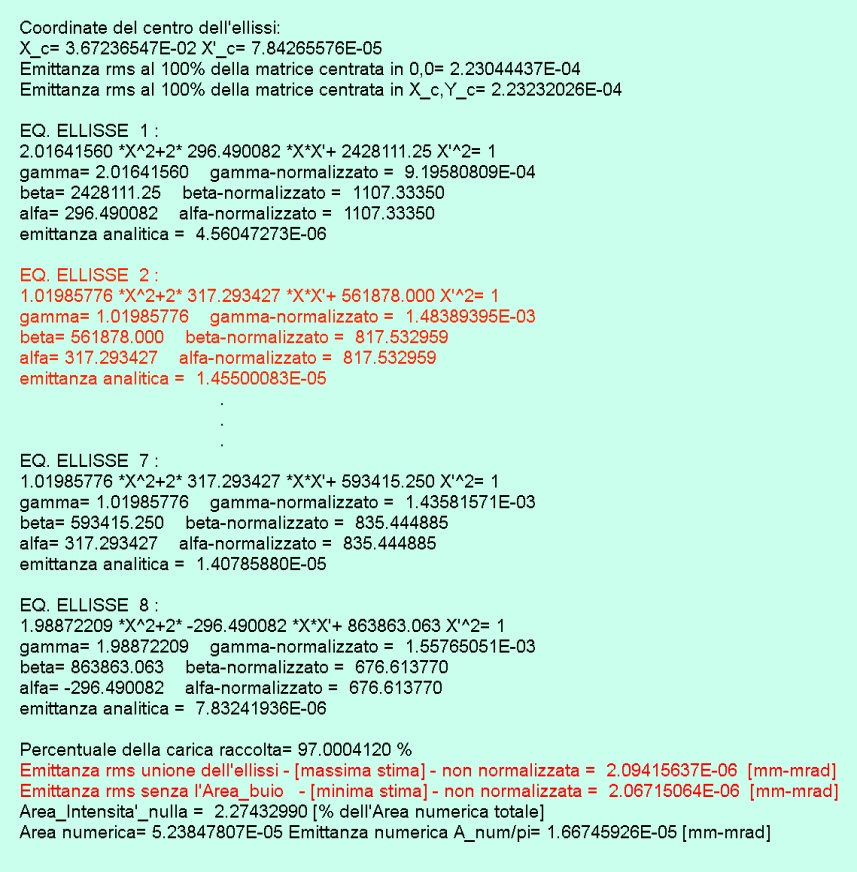 Coordinate del centro dell'ellissi:
X_c= 3.67236547E-02 X'_c= 7.84265576E-05
Emittanza rms al 100% della matrice centrata in 0,0= 2.23044437E-04
Emittanza rms al 100% della matrice centrata in X_c,Y_c= 2.23232026E-04
EQ. ELLISSE 1 :
2.01641560 *X^2+2* 296.490082 *X*X'+ 2428111.25 X'^2= 1
gamma= 2.01641560 gamma-normalizzato = 9.19580809E-04
beta= 2428111.25 beta-normalizzato = 1107.33350
alfa= 296.490082 alfa-normalizzato = 1107.33350
emittanza analitica = 4.56047273E-06
EQ. ELLISSE 2 :
1.01985776 *X^2+2* 317.293427 *X*X'+ 561878.000 X'^2= 1
gamma= 1.01985776 gamma-normalizzato = 1.48389395E-03
beta= 561878.000 beta-normalizzato = 817.532959
alfa= 317.293427 alfa-normalizzato = 817.532959
emittanza analitica = 1.45500083E-05
.
.
.
EQ. ELLISSE 7 :
1.01985776 *X^2+2* 317.293427 *X*X'+ 593415.250 X'^2= 1
gamma= 1.01985776 gamma-normalizzato = 1.43581571E-03
beta= 593415.250 beta-normalizzato = 835.444885
alfa= 317.293427 alfa-normalizzato = 835.444885
emittanza analitica = 1.40785880E-05
EQ. ELLISSE 8 :
1.98872209 *X^2+2* -296.490082 *X*X'+ 863863.063 X'^2= 1
gamma= 1.98872209 gamma-normalizzato = 1.55765051E-03
beta= 863863.063 beta-normalizzato = 676.613770
alfa= -296.490082 alfa-normalizzato = 676.613770
emittanza analitica = 7.83241936E-06
Percentuale della carica raccolta= 97.0004120 %
Emittanza rms unione dell'ellissi - [massima stima] - non normalizzata = 2.09415637E-06 [mm-mrad]
Emittanza rms senza l'Area_buio - [minima stima] - non normalizzata = 2.06715064E-06 [mm-mrad]
Area_Intensita'_nulla = 2.27432990 [% dell'Area numerica totale]
Area numerica= 5.23847807E-05 Emittanza numerica A_num/pi= 1.66745926E-05 [mm-mrad]